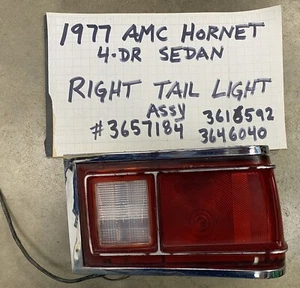 1977 AMC HORNET
4-DR SEDAN
RIGHT TAIL LIGHT
ASSY 3618592
#3657184 3646040